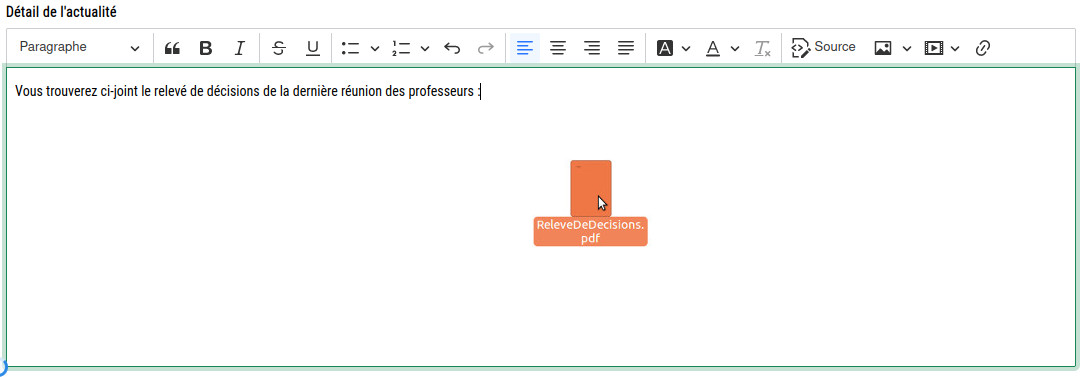 Détail de l'actualité
Paragraphe
Source
Vous trouverez ci-joint le relevé de décisions de la dernière réunion des professeurs :
ReleveDeDecisions.
pdf